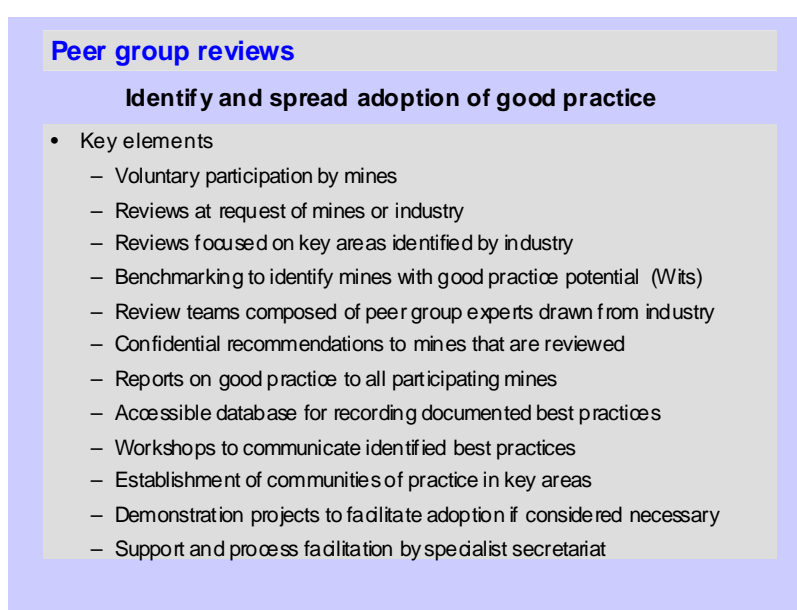 Peer group reviews
Identify and spread adoption of good practice
• Key elements
– Voluntary participation by mines
– Reviews at request of mines or industry
– Reviews focused on key areas identified by industry
– Benchmarking to identify mines with good practice potential (Wits)
– Review teams composed of peer group experts drawn from industry
– Confidential recommendations to mines that are reviewed
– Reports on good practice to all participating mines
– Accessible database for recording documented best practices
– Workshops to communicate identified best practices
– Establishment of communities of practice in key areas
– Demonstration projects to facilitate adoption if considered necessary
– Support and process facilitation by specialist secretariat